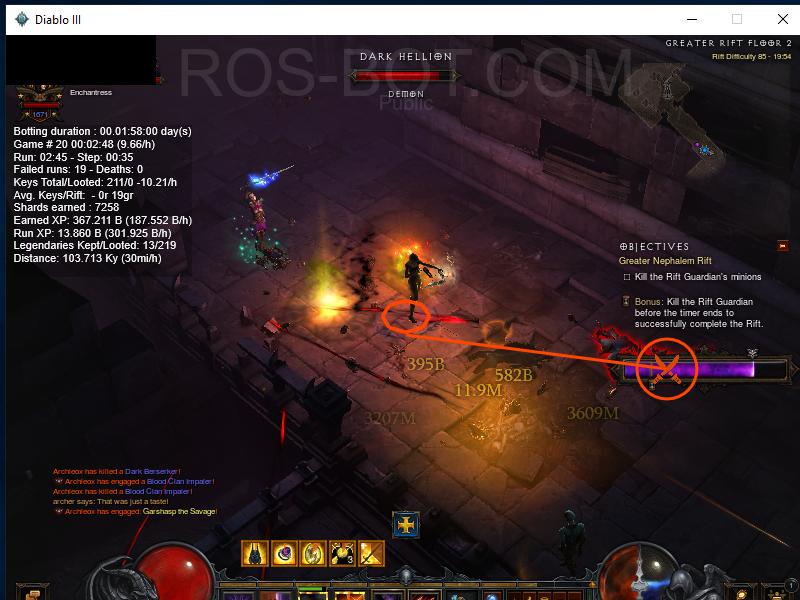 Diablo III
ROS-BOT.COM
Public
DARK HELLION
DEMON
GREATER RIFT FLOOR 2
Rift Difficulty 85 - 19:54
Enchantress
1671
Botting duration : 00.01:58:00 day(s)
Game # 20 00:02:48 (9.66/h)
Run: 02:45 - Step: 00:35
Failed runs: 19 - Deaths: 0
Keys Total/Looted: 211/0 -10.21/h
Avg. Keys/Rift:  - 0r 19gr
Shards earned : 7258
Earned XP: 367.211 B (187.552 B/h)
Run XP: 13.860 B (301.925 B/h)
Legendaries Kept/Looted: 13/219
Distance: 103.713 Ky (30mi/h)
OBJECTIVES
Greater Nephalem Rift
Kill the Rift Guardian's minions
Bonus: Kill the Rift Guardian
before the timer ends to
successfully complete the Rift.
395B
582B
11.9M
3207M
3609M
Archleox has killed a Dark Berserker!
Archleox has engaged a Blood Clan Impaler!
Archleox has killed a Blood Clan Impaler!
archer says: That was just a taste!
Archleox has engaged Garshasp the Savage!
3
1